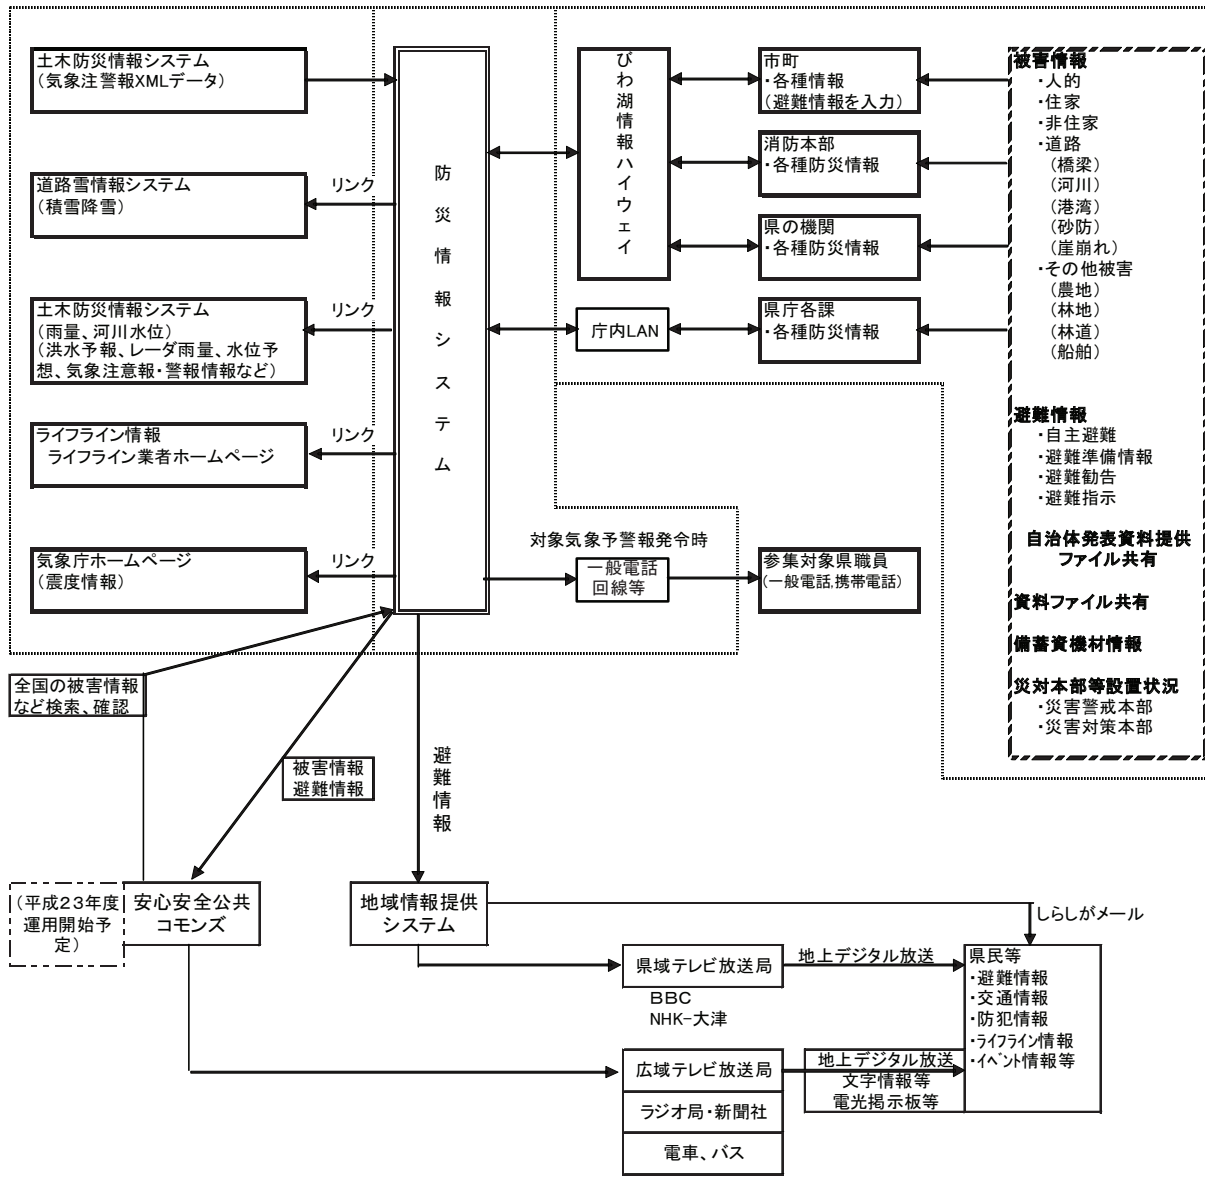 土木防災情報システム
（気象注警報XMLデータ）
道路雪情報システム
（積雪降雪）
リンク
土木防災情報システム
（雨量、河川水位）
（洪水予報、レーダ雨量、水位予
想、気象注意報・警報情報など）
リンク
ライフライン情報
ライフライン業者ホームページ
リンク
気象庁ホームページ
（震度情報）
リンク
防災情報システム
びわ湖情報ハイウェイ
庁内LAN
市町
・各種情報
（避難情報を入力）
消防本部
・各種防災情報
県の機関
・各種防災情報
県庁各課
・各種防災情報
対象気象予警報発令時
一般電話
回線等
参集対象県職員
（一般電話,携帯電話）
被害情報
・人的
・住家
・非住家
・道路
（橋梁）
（河川）
（港湾）
（砂防）
（崖崩れ）
・その他被害
（農地）
（林地）
（林道）
（船舶）
避難情報
・自主避難
・避難準備情報
・避難勧告
・避難指示
自治体発表資料提供
ファイル共有
資料ファイル共有
備蓄資機材情報
災対本部等設置状況
・災害警戒本部
・災害対策本部
全国の被害情報
など検索、確認
被害情報
避難情報
避難情報
（平成２３年度
運用開始予
定）
安心安全公共
コモンズ
地域情報提供
システム
しらしがメール
県域テレビ放送局
ＢＢＣ
NHK-大津
地上デジタル放送
県民等
・避難情報
・交通情報
・防犯情報
・ライフライン情報
・イベント情報等
広域テレビ放送局
ラジオ局・新聞社
電車、バス
地上デジタル放送
文字情報等
電光掲示板等